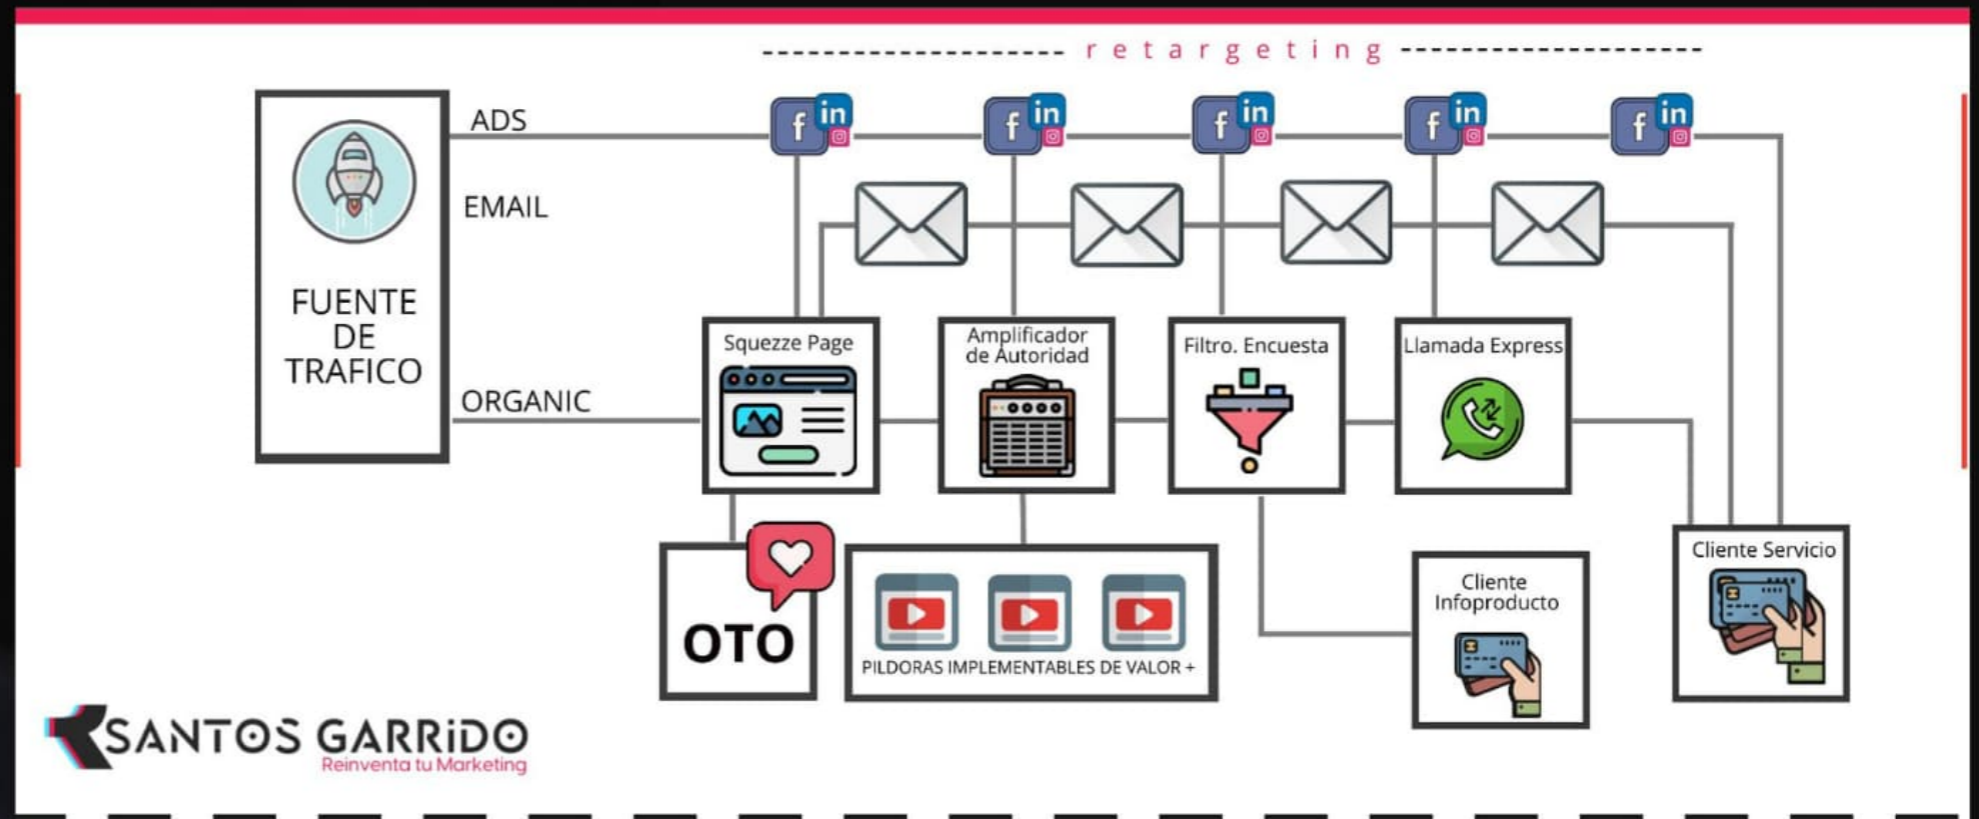 retargeting
ADS
EMAIL
ORGANIC
FUENTE
DE
TRAFICO
Squezze Page
Amplificador
de Autoridad
Filtro. Encuesta
Llamada Express
OTO
PILDORAS IMPLEMENTABLES DE VALOR +
Cliente
Infoproducto
Cliente Servicio
SANTOS GARRiDO
Reinventa tu Marketing